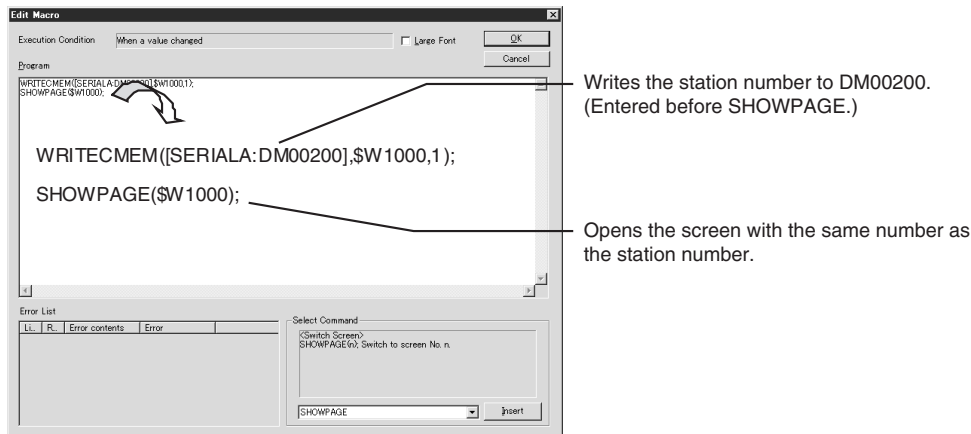 Edit Macro
Execution Condition When a value changed Large Font OK
Cancel
Program
WRITECMEM([SERIALA:DM00200],$W1000,1);
SHOWPAGE($W1000);
Writes the station number to DM00200.
(Entered before SHOWPAGE.)
WRITECMEM([SERIALA:DM00200],$W1000,1);
SHOWPAGE($W1000);
Opens the screen with the same number as
the station number.
Error List
Li.. R.. Error contents Error
Select Command
<Switch Screen>
SHOWPAGE(n); Switch to screen No. n.
SHOWPAGE Insert